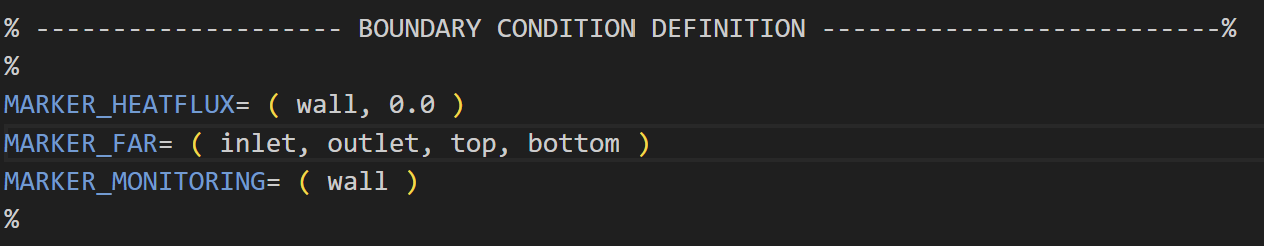 % -------------------- BOUNDARY CONDITION DEFINITION --------------------------%
%
MARKER_HEATFLUX= ( wall, 0.0 )
MARKER_FAR= ( inlet, outlet, top, bottom )
MARKER_MONITORING= ( wall )
%